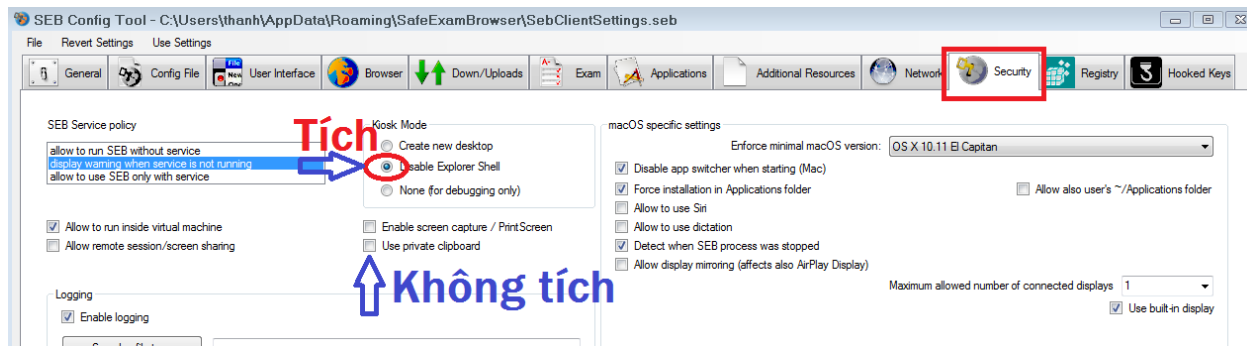 SEB Config Tool - C:\Users\thanh\AppData\Roaming\SafeExamBrowser\SebClientSettings.seb
File Revert Settings Use Settings
General Config File User Interface Browser Down/Uploads Exam Applications Additional Resources Network Security Registry Hooked Keys
SEB Service policy
allow to run SEB without service
display warning when service is not running
allow to use SEB only with service
Tích
Kiosk Mode
Create new desktop
Disable Explorer Shell
None (for debugging only)
Allow to run inside virtual machine
Allow remote session/screen sharing
Enable screen capture / PrintScreen
Use private clipboard
Không tích
macOS specific settings
Enforce minimal macOS version: OS X 10.11 El Capitan
Disable app switcher when starting (Mac)
Force installation in Applications folder
Allow also user's ~/Applications folder
Allow to use Siri
Allow to use dictation
Detect when SEB process was stopped
Allow display mirroring (affects also AirPlay Display)
Maximum allowed number of connected displays 1
Use built-in display
Logging
Enable logging